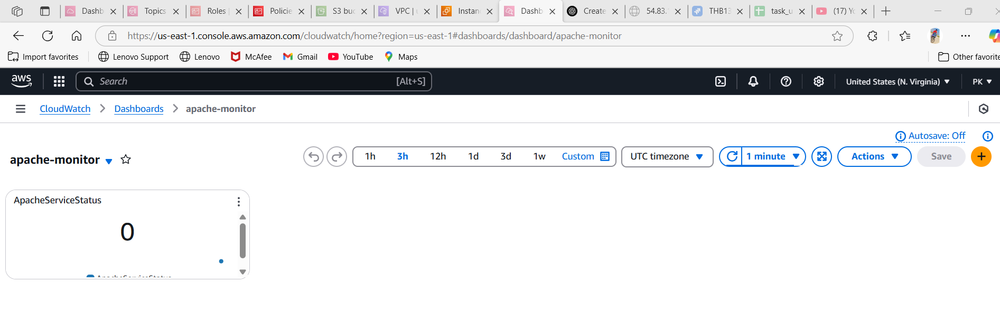 Dashb
Topics
Roles |
Policie
S3 buc
VPC | u
Instan
Dashb
Create
54.83.
THB13
task_u
(17) Yo
https://us-east-1.console.aws.amazon.com/cloudwatch/home?region=us-east-1#dashboards/dashboard/apache-monitor
Import favorites
Lenovo Support
Lenovo
McAfee
Gmail
YouTube
Maps
Other favorite
aws
Search
[Alt+S]
United States (N. Virginia)
PK
CloudWatch
Dashboards
apache-monitor
Autosave: Off
apache-monitor
1h
3h
12h
1d
3d
1w
Custom
UTC timezone
1 minute
Actions
Save
ApacheServiceStatus
0
ApacheServiceStatus